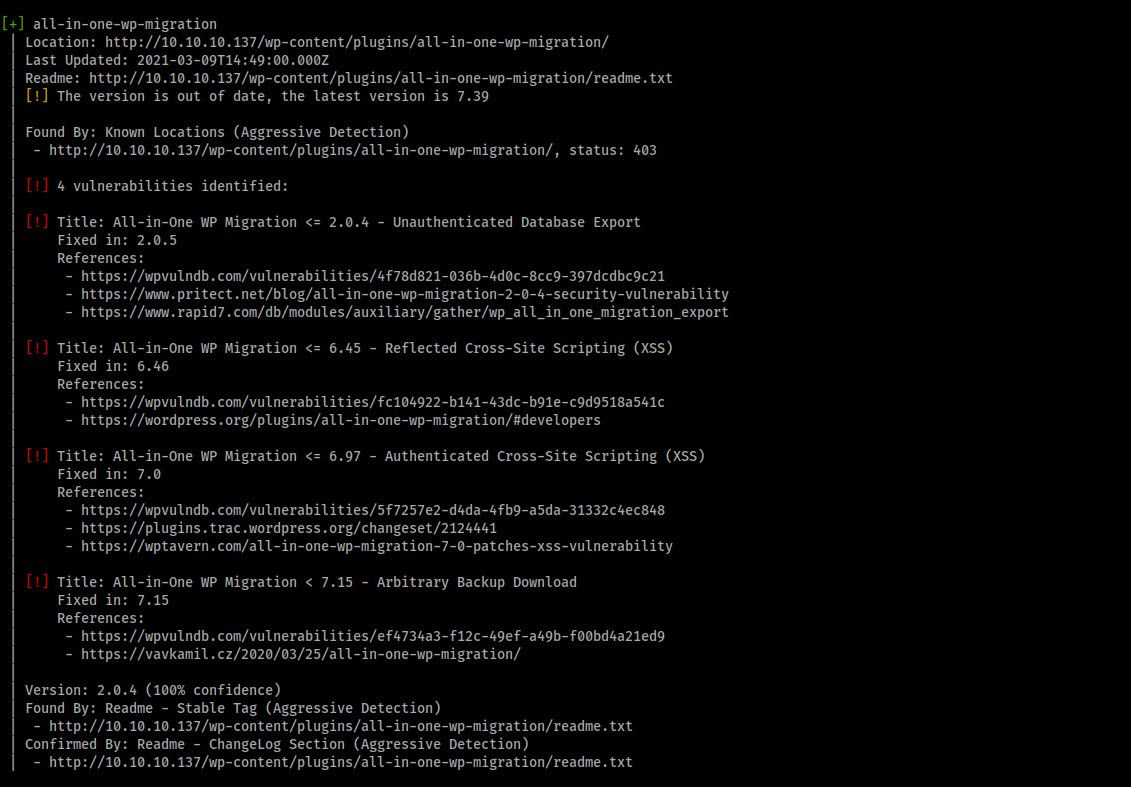 [+] all-in-one-wp-migration
| Location: http://10.10.10.137/wp-content/plugins/all-in-one-wp-migration/
| Last Updated: 2021-03-09T14:49:00.000Z
| Readme: http://10.10.10.137/wp-content/plugins/all-in-one-wp-migration/readme.txt
| [!] The version is out of date, the latest version is 7.39
|
| Found By: Known Locations (Aggressive Detection)
|  - http://10.10.10.137/wp-content/plugins/all-in-one-wp-migration/, status: 403
|
| [!] 4 vulnerabilities identified:
|
| [!] Title: All-in-One WP Migration <= 2.0.4 - Unauthenticated Database Export
|     Fixed in: 2.0.5
|     References:
|      - https://wpvulndb.com/vulnerabilities/4f78d821-036b-4d0c-8cc9-397dcdbc9c21
|      - https://www.pritect.net/blog/all-in-one-wp-migration-2-0-4-security-vulnerability
|      - https://www.rapid7.com/db/modules/auxiliary/gather/wp_all_in_one_migration_export
|
| [!] Title: All-in-One WP Migration <= 6.45 - Reflected Cross-Site Scripting (XSS)
|     Fixed in: 6.46
|     References:
|      - https://wpvulndb.com/vulnerabilities/fc104922-b141-43dc-b91e-c9d9518a541c
|      - https://wordpress.org/plugins/all-in-one-wp-migration/#developers
|
| [!] Title: All-in-One WP Migration <= 6.97 - Authenticated Cross-Site Scripting (XSS)
|     Fixed in: 7.0
|     References:
|      - https://wpvulndb.com/vulnerabilities/5f7257e2-d4da-4fb9-a5da-31332c4ec848
|      - https://plugins.trac.wordpress.org/changeset/2124441
|      - https://wptavern.com/all-in-one-wp-migration-7-0-patches-xss-vulnerability
|
| [!] Title: All-in-One WP Migration < 7.15 - Arbitrary Backup Download
|     Fixed in: 7.15
|     References:
|      - https://wpvulndb.com/vulnerabilities/ef4734a3-f12c-49ef-a49b-f00bd4a21ed9
|      - https://vavkamil.cz/2020/03/25/all-in-one-wp-migration/
|
| Version: 2.0.4 (100% confidence)
| Found By: Readme - Stable Tag (Aggressive Detection)
|  - http://10.10.10.137/wp-content/plugins/all-in-one-wp-migration/readme.txt
| Confirmed By: Readme - ChangeLog Section (Aggressive Detection)
|  - http://10.10.10.137/wp-content/plugins/all-in-one-wp-migration/readme.txt